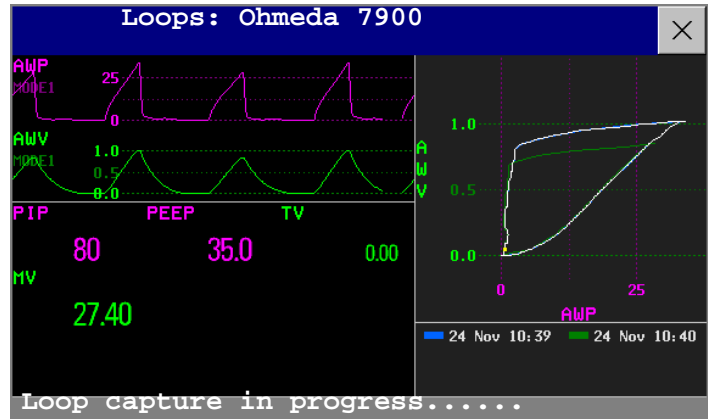 Loops: Ohmeda 7900
AWP
MODE1
25
0
AWV
MODE1
1.0
0.5
0.0
PIP PEEP TV
80 35.0 0.00
MV
27.40
1.0
A
W
V
0.5
0.0
0 25
AWP
24 Nov 10:39 24 Nov 10:40
Loop capture in progress......